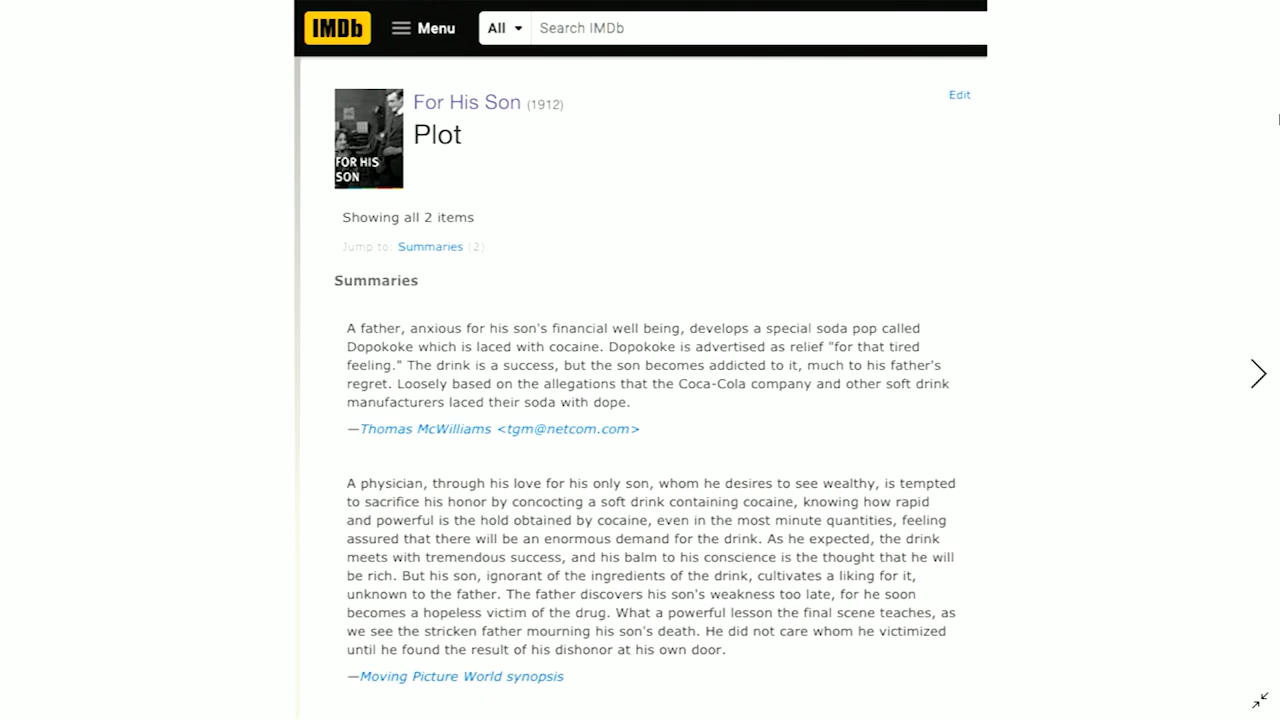 IMDb Menu All Search IMDb
For His Son (1912)
Edit
Plot
FOR HIS
SON
Showing all 2 items
Jump to: Summaries (2)
Summaries
A father, anxious for his son's financial well being, develops a special soda pop called
Dopokoke which is laced with cocaine. Dopokoke is advertised as relief "for that tired
feeling." The drink is a success, but the son becomes addicted to it, much to his father's
regret. Loosely based on the allegations that the Coca-Cola company and other soft drink
manufacturers laced their soda with dope.
—Thomas McWilliams <tgm@netcom.com>
A physician, through his love for his only son, whom he desires to see wealthy, is tempted
to sacrifice his honor by concocting a soft drink containing cocaine, knowing how rapid
and powerful is the hold obtained by cocaine, even in the most minute quantities, feeling
assured that there will be an enormous demand for the drink. As he expected, the drink
meets with tremendous success, and his balm to his conscience is the thought that he will
be rich. But his son, ignorant of the ingredients of the drink, cultivates a liking for it,
unknown to the father. The father discovers his son's weakness too late, for he soon
becomes a hopeless victim of the drug. What a powerful lesson the final scene teaches, as
we see the stricken father mourning his son's death. He did not care whom he victimized
until he found the result of his dishonor at his own door.
—Moving Picture World synopsis